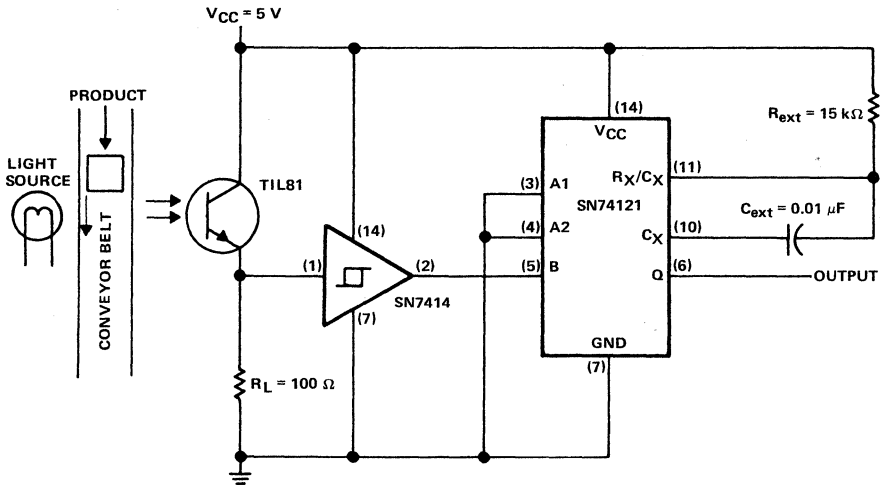 VCC = 5 V
PRODUCT
LIGHT
SOURCE
CONVEYOR BELT
TIL81
(14)
(1)
(2)
SN7414
(7)
RL = 100 Ω
(14)
VCC
Rext = 15 kΩ
(3)
A1
RX/CX
(11)
SN74121
Cext = 0.01 μF
(4)
A2
CX
(10)
(5)
B
Q
(6)
OUTPUT
GND
(7)